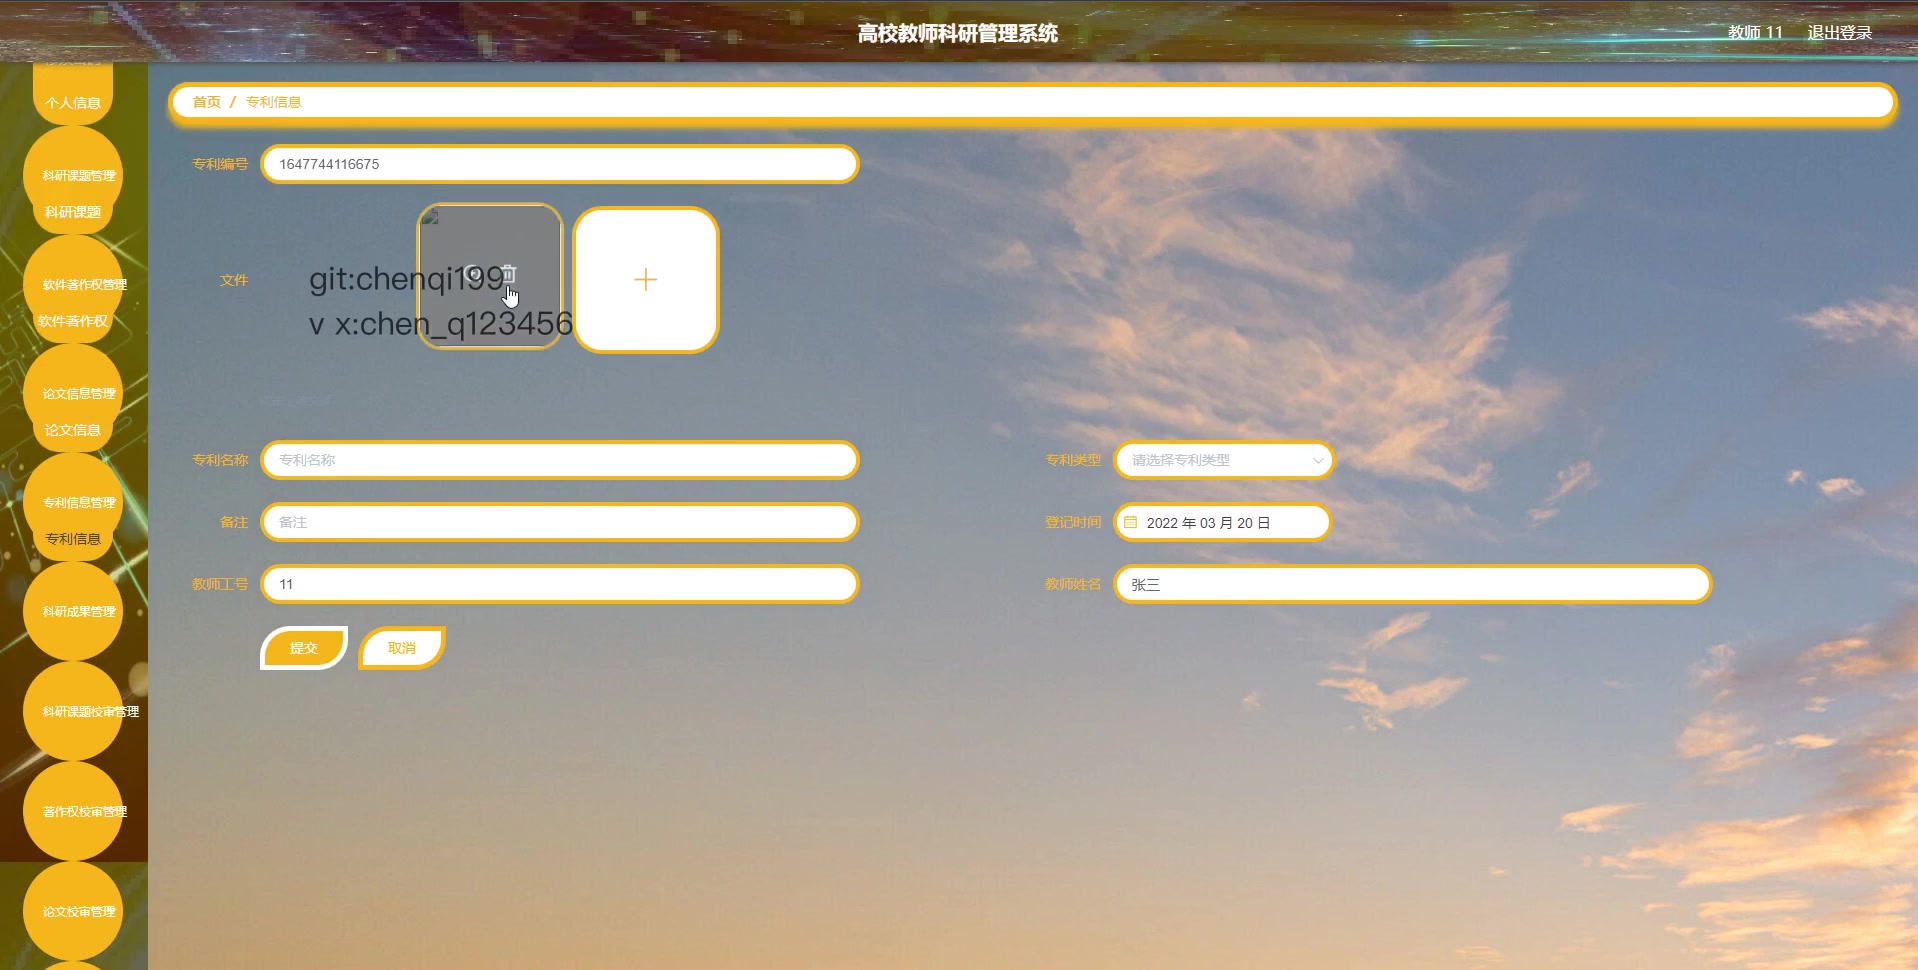 高校教师科研管理系统
教师 11
退出登录
个人信息
科研课题管理
科研课题
软件著作权管理
软件著作权
论文信息管理
论文信息
专利信息管理
专利信息
科研成果管理
科研课题校审管理
著作权校审管理
论文校审管理
首页 / 专利信息
专利编号
1647744116675
文件
git:chenqi199
v x:chen_q123456
专利名称
专利名称
专利类型
请选择专利类型
备注
备注
登记时间
2022 年 03 月 20 日
教师工号
11
教师姓名
张三
提交
取消